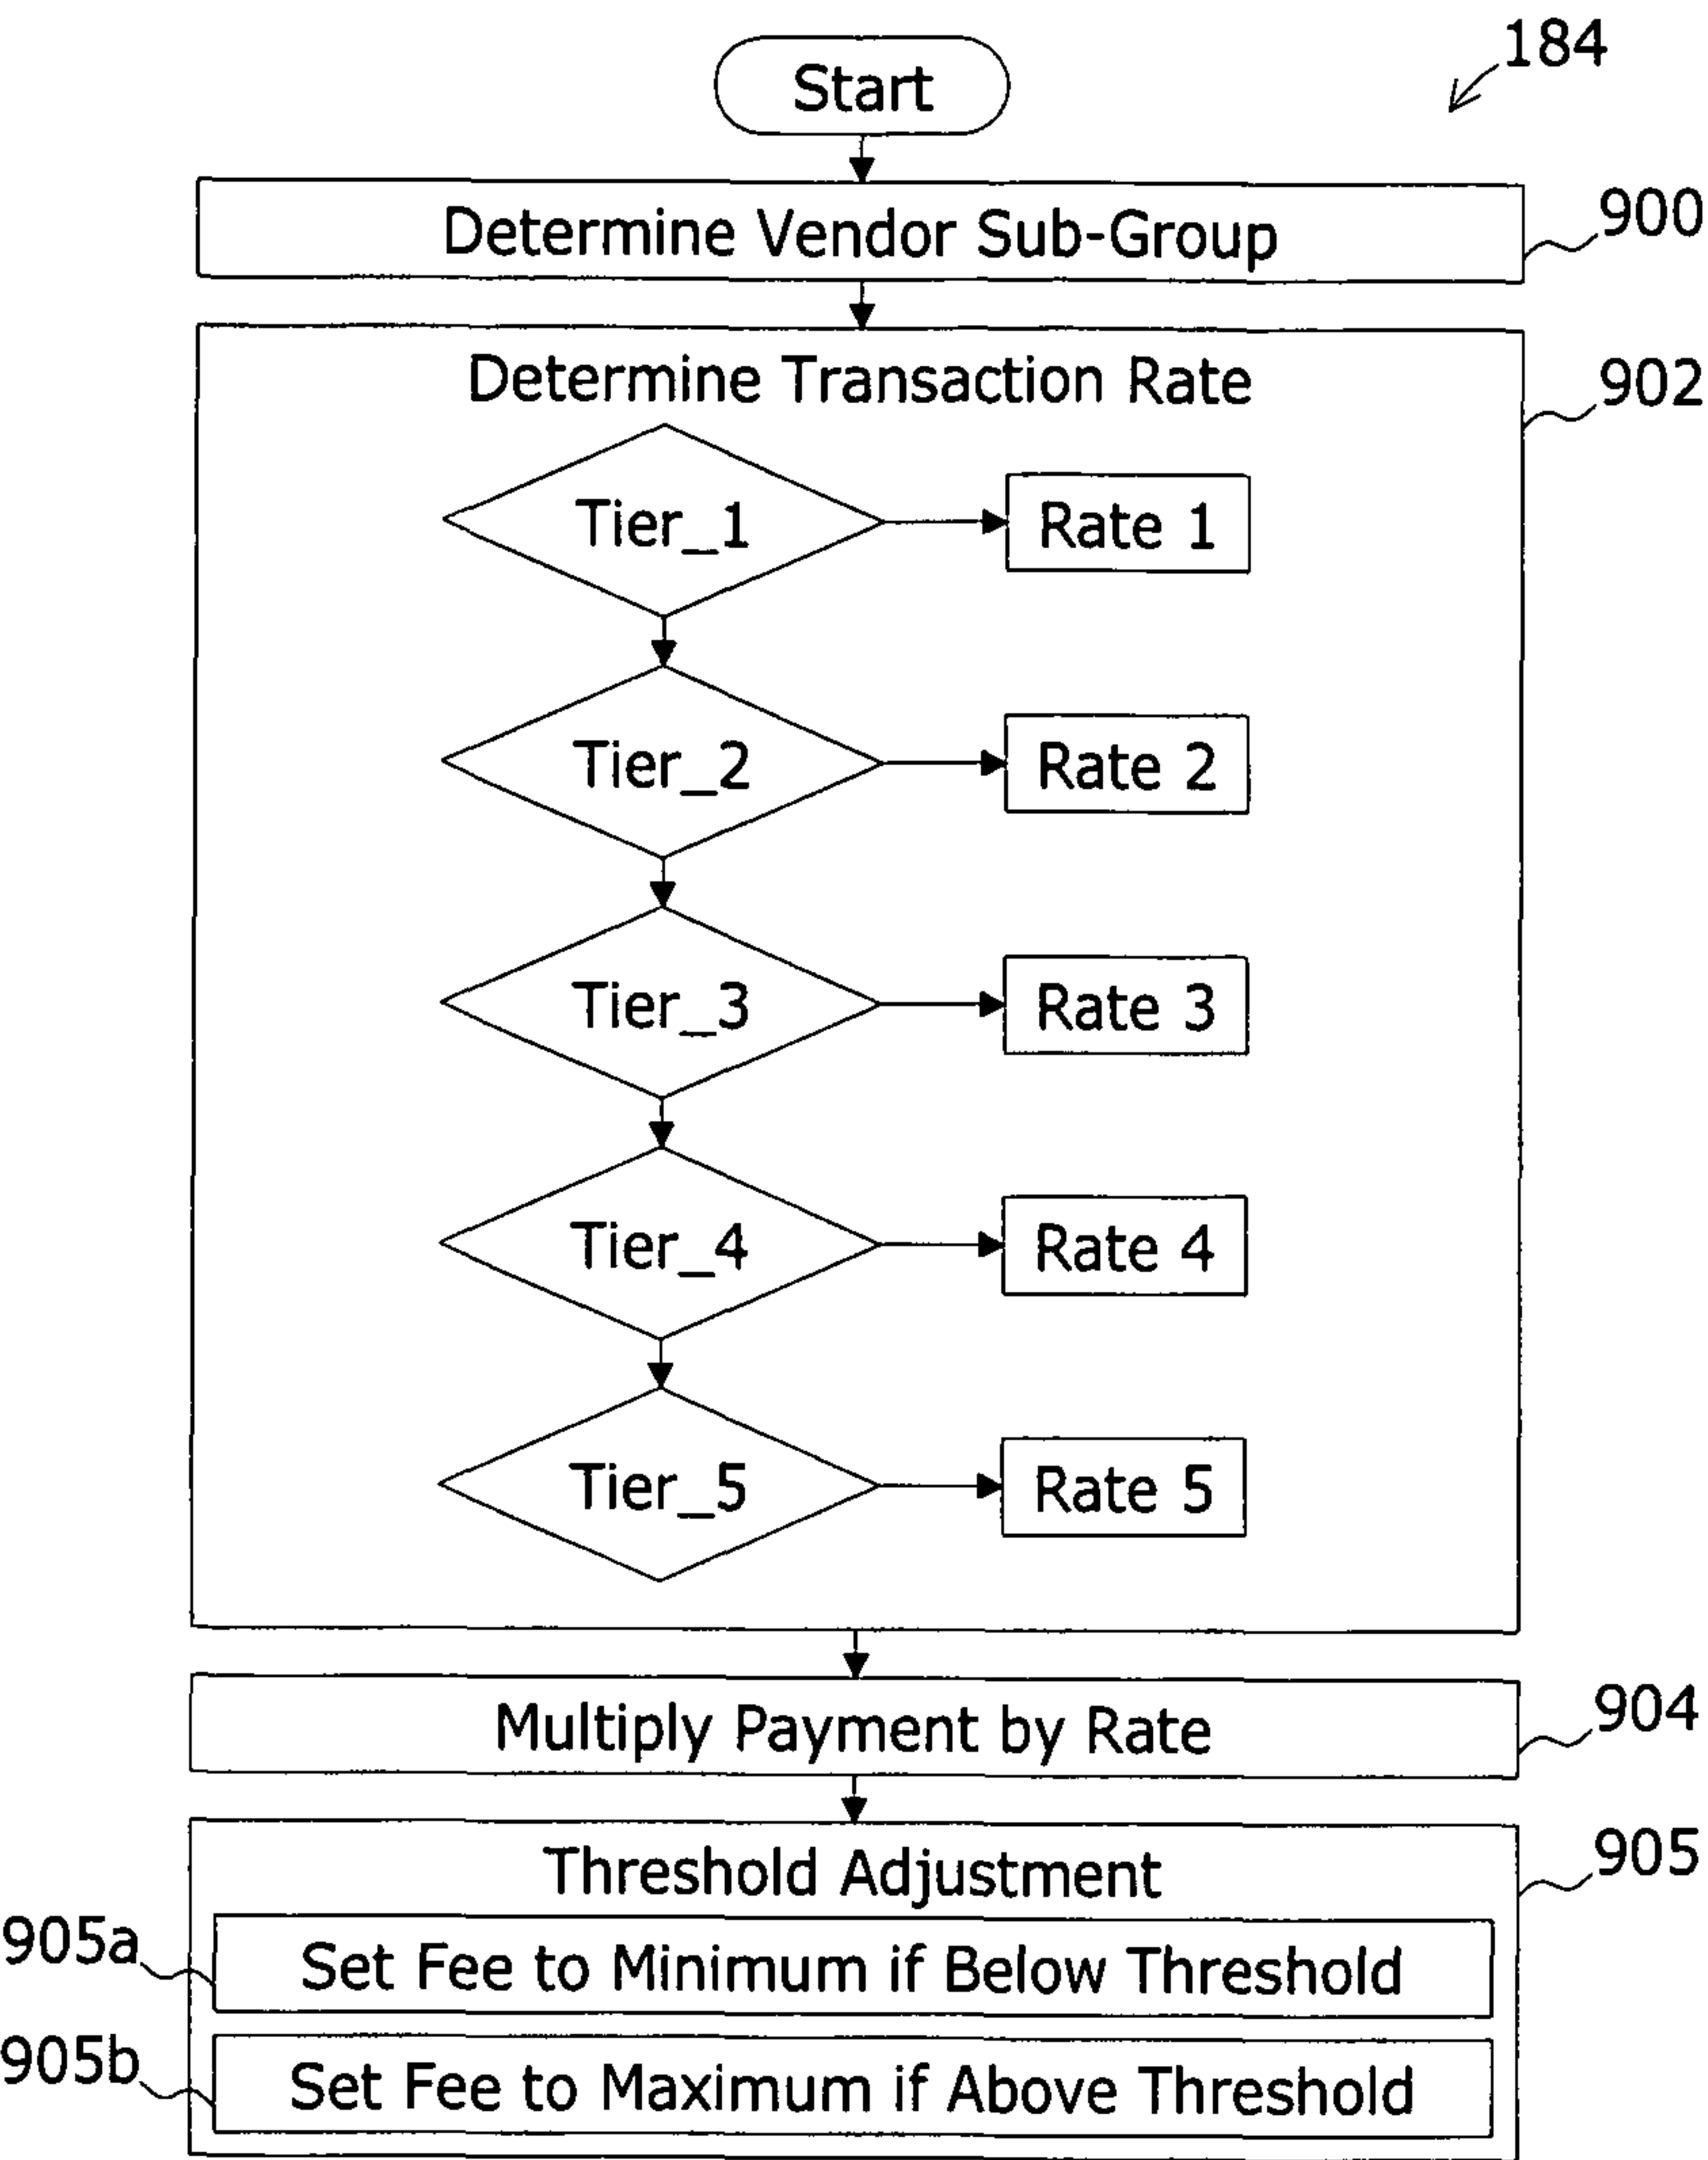 184
Start
Determine Vendor Sub-Group
900
Determine Transaction Rate
902
Tier_1
Rate 1
Tier_2
Rate 2
Tier_3
Rate 3
Tier_4
Rate 4
Tier_5
Rate 5
Multiply Payment by Rate
904
Threshold Adjustment
905
905a
Set Fee to Minimum if Below Threshold
905b
Set Fee to Maximum if Above Threshold